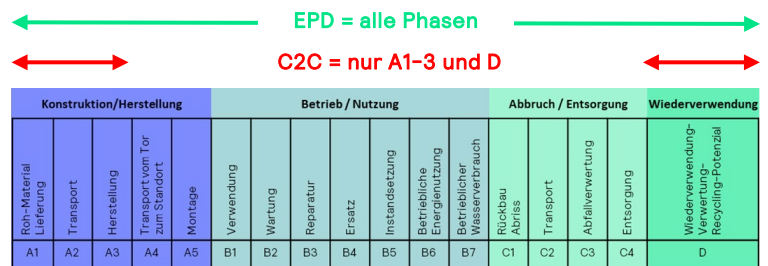 EPD = alle Phasen
C2C = nur A1-3 und D
Konstruktion/Herstellung
Betrieb / Nutzung
Abbruch / Entsorgung
Wiederverwendung
Roh-Material
Lieferung
Transport
Herstellung
Transport vom Tor
zum Standort
Montage
Verwendung
Wartung
Reparatur
Ersatz
Instandsetzung
Betriebliche
Energienutzung
Betrieblicher
Wasserverbrauch
Rückbau
Abriss
Transport
Abfallverwertung
Entsorgung
Wiederverwendung-
Verwertung-
Recycling-Potenzial
A1
A2
A3
A4
A5
B1
B2
B3
B4
B5
B6
B7
C1
C2
C3
C4
D